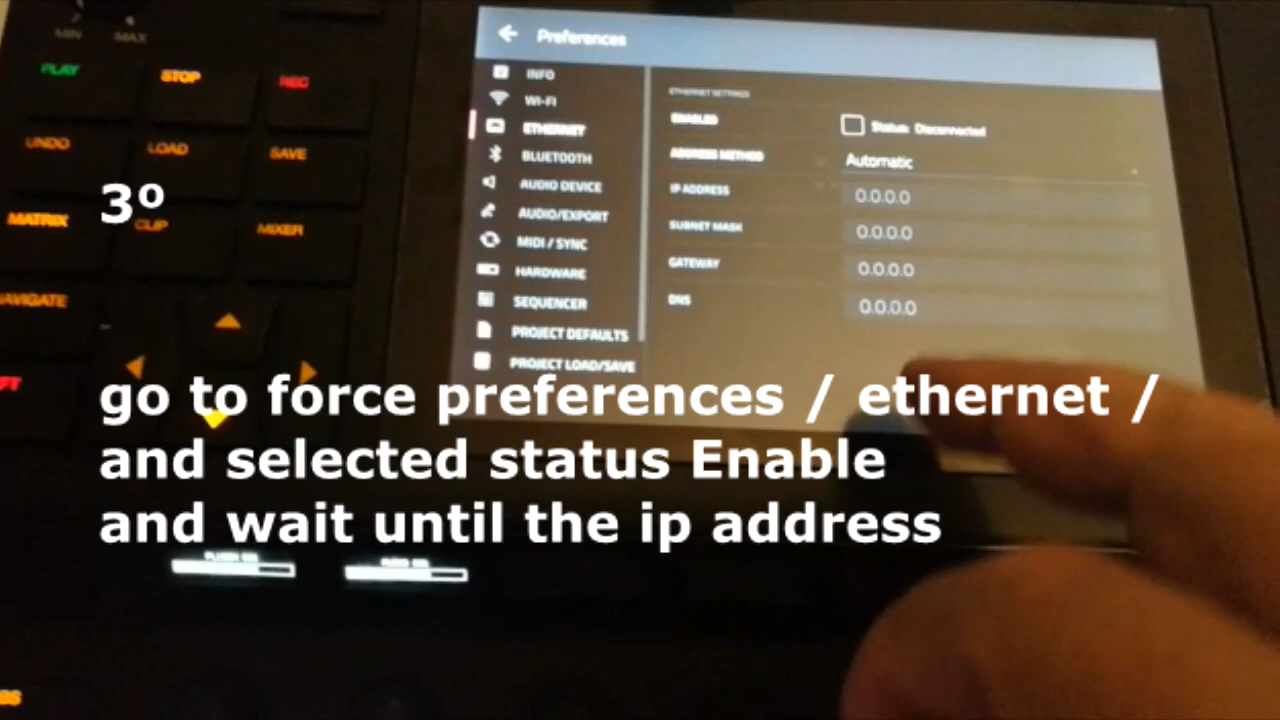 MIN MAX
PLAY STOP REC
UNDO LOAD SAVE
MATRIX CLIP MIXER
NAVIGATE
Preferences
INFO
WI-FI
ETHERNET
BLUETOOTH
AUDIO DEVICE
AUDIO/EXPORT
MIDI / SYNC
HARDWARE
SEQUENCER
PROJECT DEFAULTS
PROJECT LOAD/SAVE
ETHERNET SETTINGS
ENABLED Status: Disconnected
ADDRESS METHOD Automatic
IP ADDRESS 0.0.0.0
SUBNET MASK 0.0.0.0
GATEWAY 0.0.0.0
DNS 0.0.0.0
3º
go to force preferences / ethernet /
and selected status Enable
and wait until the ip address